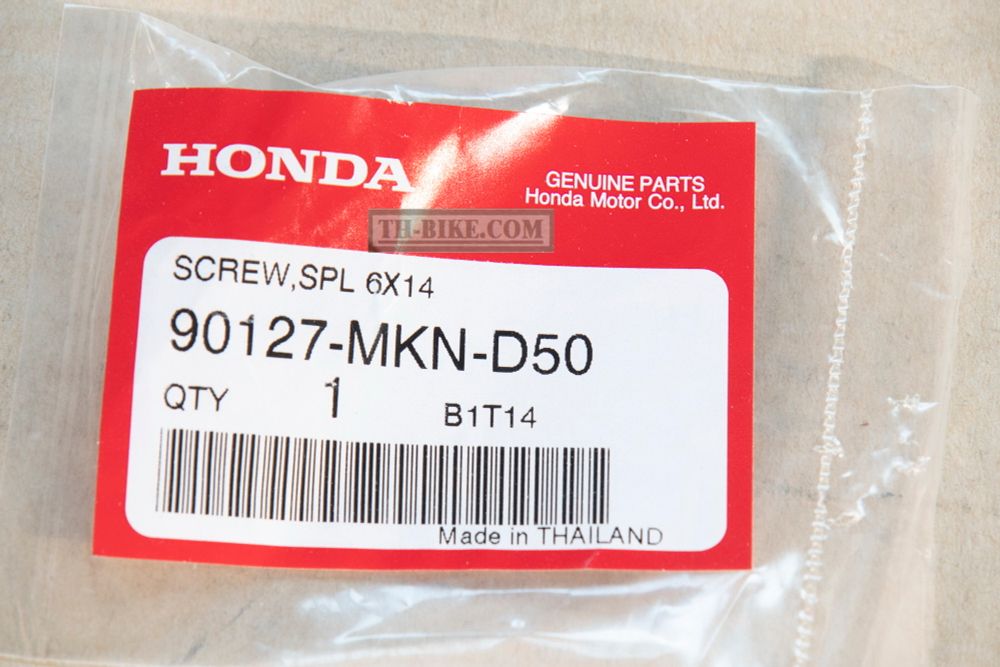 HONDA
GENUINE PARTS
Honda Motor Co., Ltd.
TH-BIKE.COM
SCREW,SPL 6X14
90127-MKN-D50
QTY 1 B1T14
Made in THAILAND